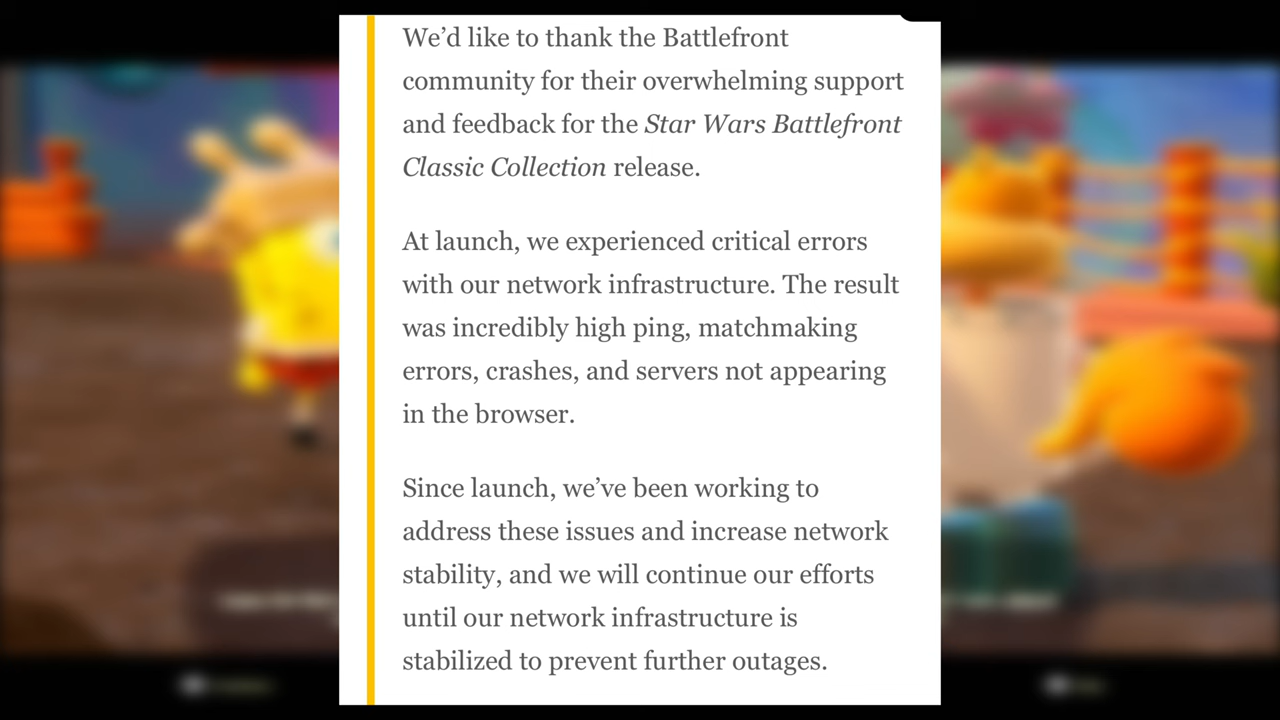 We’d like to thank the Battlefront
community for their overwhelming support
and feedback for the Star Wars Battlefront
Classic Collection release.
At launch, we experienced critical errors
with our network infrastructure. The result
was incredibly high ping, matchmaking
errors, crashes, and servers not appearing
in the browser.
Since launch, we’ve been working to
address these issues and increase network
stability, and we will continue our efforts
until our network infrastructure is
stabilized to prevent further outages.